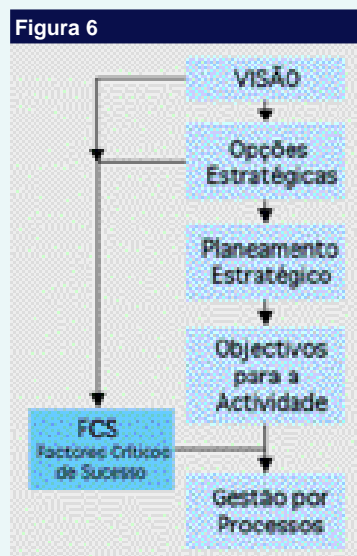 Figura 6
VISÃO
Opções
Estratégicas
Planeamento
Estratégico
Objectivos
para a
Actividade
FCS
Factores Críticos
de Sucesso
Gestão por
Processos